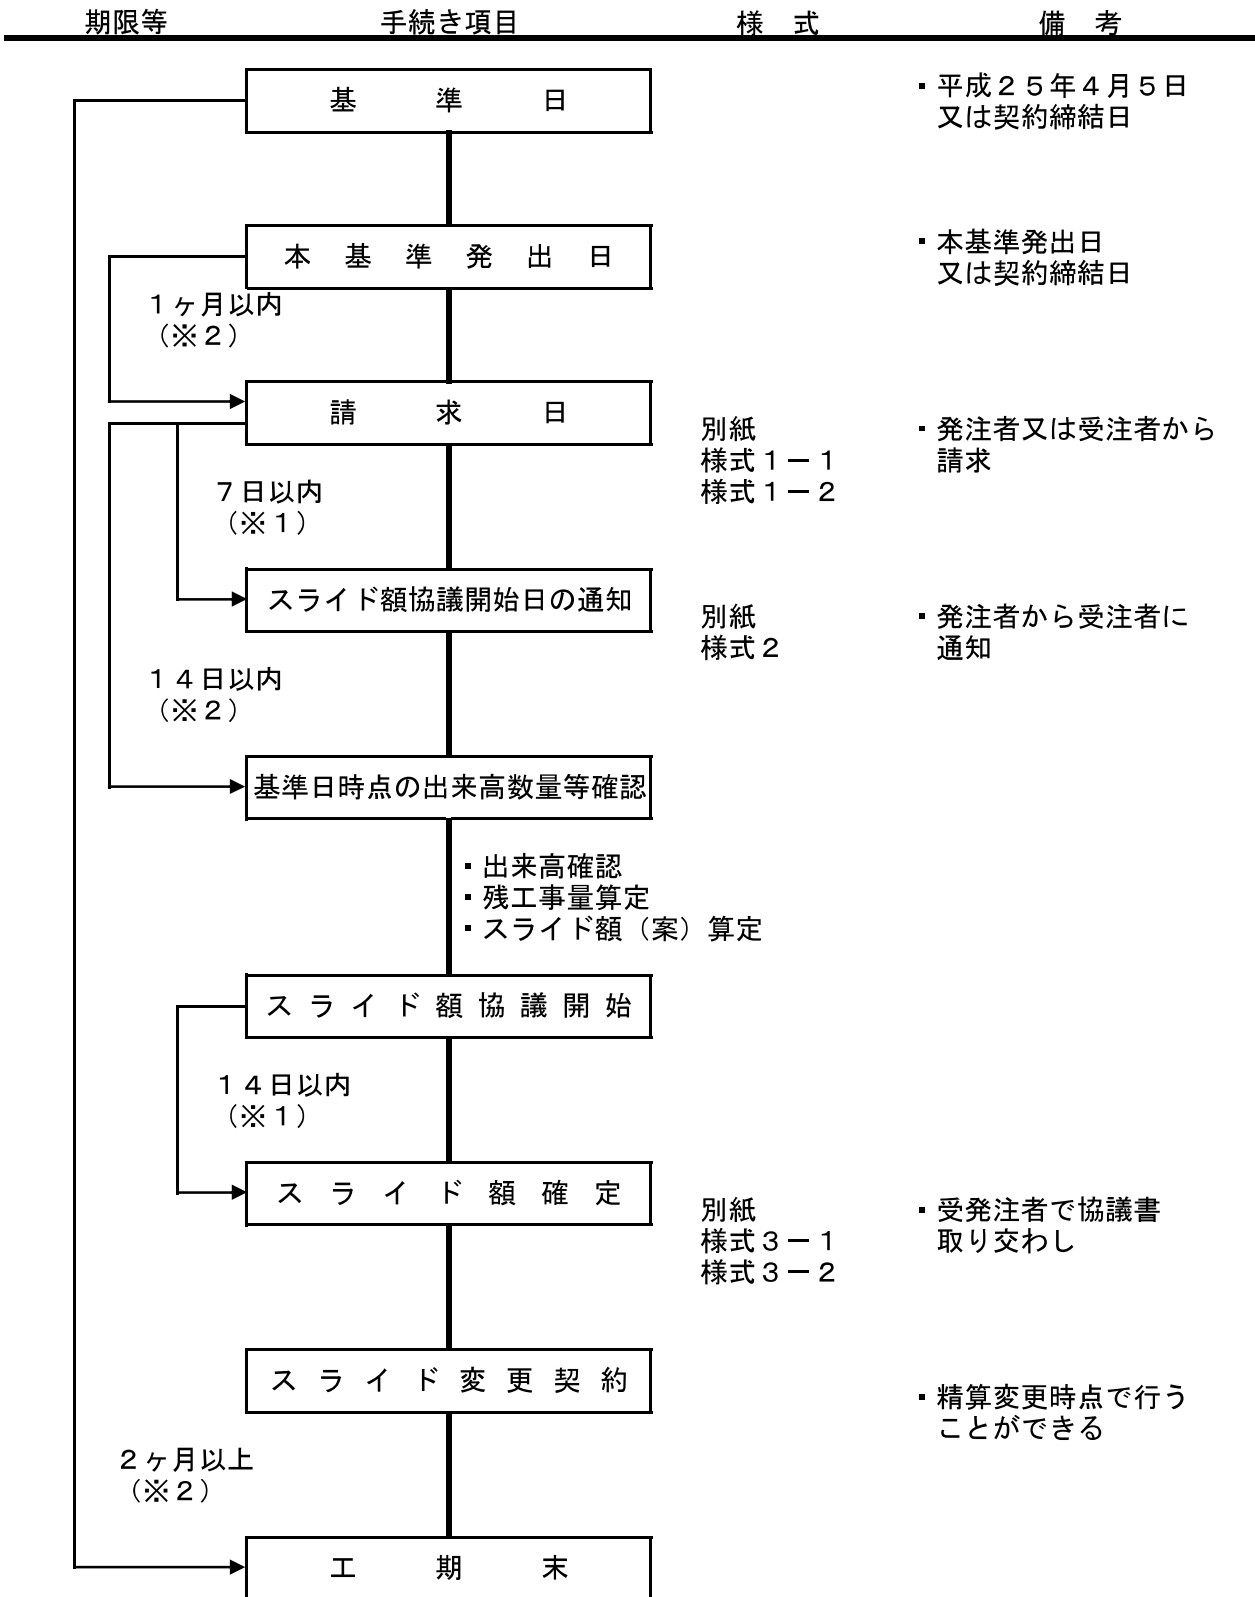 期限等　手続き項目　様　式　備　考
基　準　日
・平成２５年４月５日
又は契約締結日
本　基　準　発　出　日
・本基準発出日
又は契約締結日
１ヶ月以内
（※２）
請　求　日
別紙
様式１－１
様式１－２
・発注者又は受注者から
請求
７日以内
（※１）
スライド額協議開始日の通知
別紙
様式２
・発注者から受注者に
通知
１４日以内
（※２）
基準日時点の出来高数量等確認
・出来高確認
・残工事量算定
・スライド額（案）算定
スライド額協議開始
１４日以内
（※１）
スライド額確定
別紙
様式３－１
様式３－２
・受発注者で協議書
取り交わし
スライド変更契約
・精算変更時点で行う
ことができる
２ヶ月以上
（※２）
工　期　末